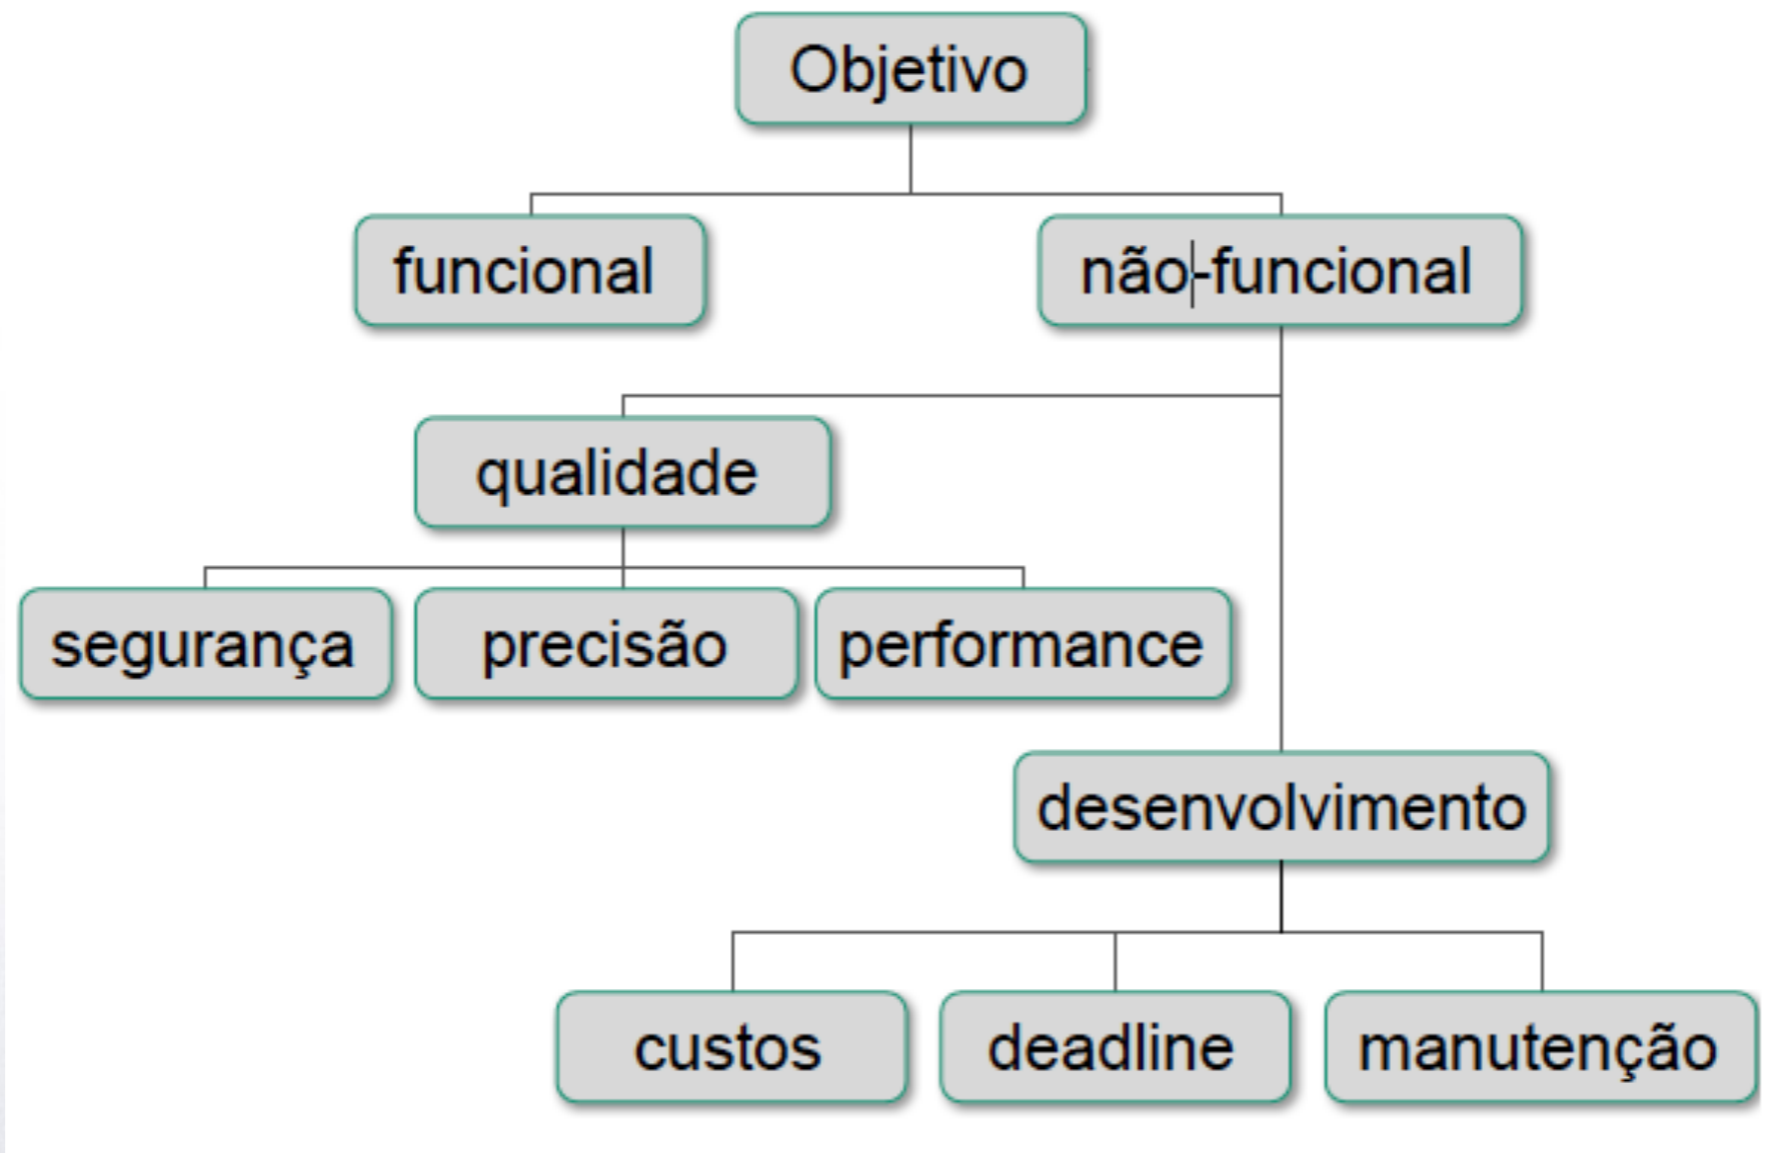 Objetivo
funcional
não-funcional
qualidade
segurança
precisão
performance
desenvolvimento
custos
deadline
manutenção